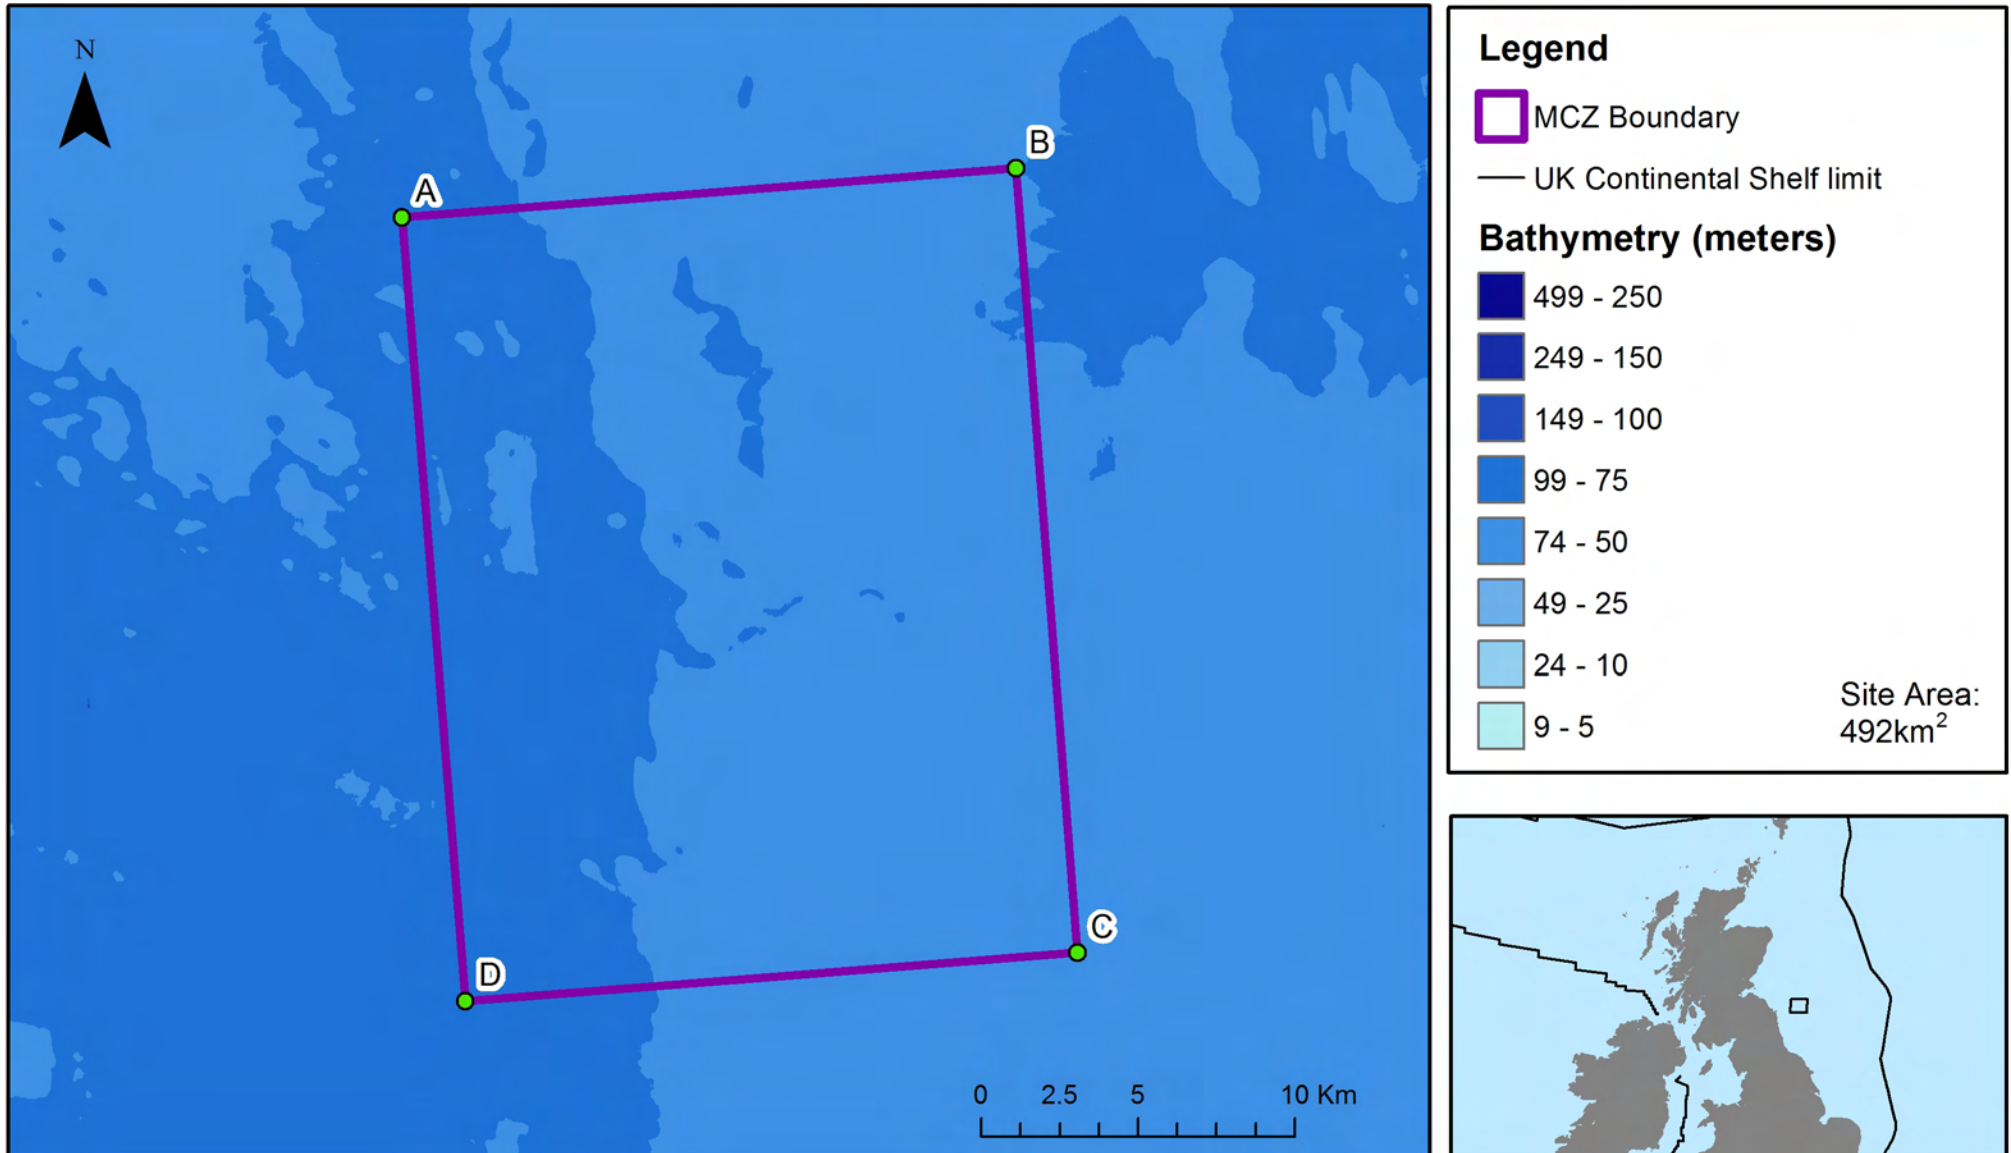 N
A
B
C
D
0 2.5 5 10 Km
Legend
MCZ Boundary
UK Continental Shelf limit
Bathymetry (meters)
499 - 250
249 - 150
149 - 100
99 - 75
74 - 50
49 - 25
24 - 10
9 - 5
Site Area:
492km²